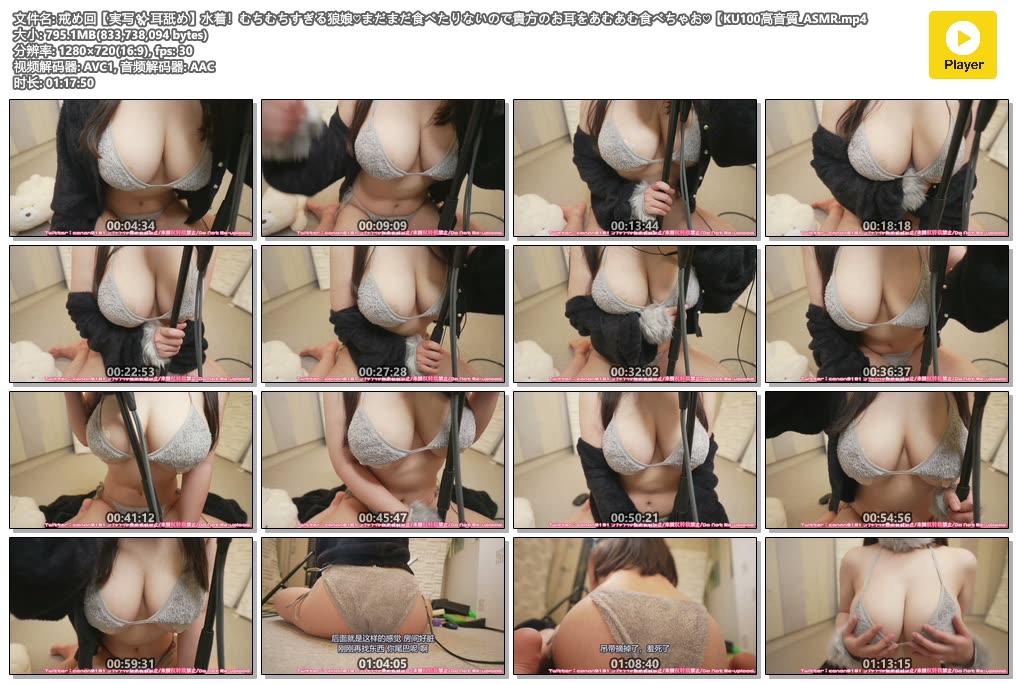 文件名: 戒め回【実写✨耳舐め】水着！むちむちすぎる狼娘♡まだまだ食べたりないので貴方のお耳をあむあむ食べちゃお♡【KU100高音質_ASMR.mp4
大小: 795.1MB(833,738,094 bytes)
分辨率: 1280×720(16:9), fps: 30
视频解码器: AVC1, 音频解码器: AAC
时长: 01:17:50
Player
00:04:34
00:09:09
00:13:44
00:18:18
00:22:53
00:27:28
00:32:02
00:36:37
00:41:12
00:45:47
00:50:21
00:54:56
00:59:31
后面就是这样的感觉 房间好脏
刚刚再找东西 你尾巴呢 啊
01:04:05
吊带摘掉了，羞死了
01:08:40
01:13:15